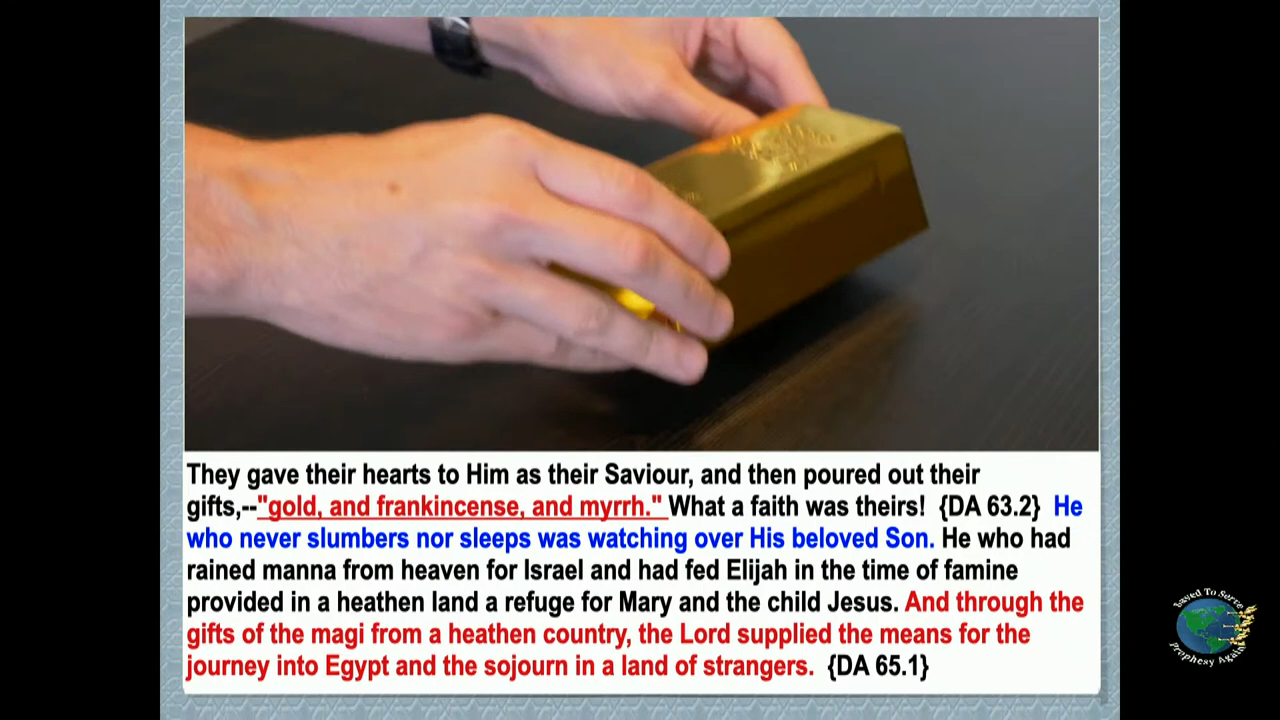 They gave their hearts to Him as their Saviour, and then poured out their
gifts,--"gold, and frankincense, and myrrh." What a faith was theirs!  {DA 63.2}  He
who never slumbers nor sleeps was watching over His beloved Son. He who had
rained manna from heaven for Israel and had fed Elijah in the time of famine
provided in a heathen land a refuge for Mary and the child Jesus. And through the
gifts of the magi from a heathen country, the Lord supplied the means for the
journey into Egypt and the sojourn in a land of strangers.  {DA 65.1}
To Serve
Prophesy Again